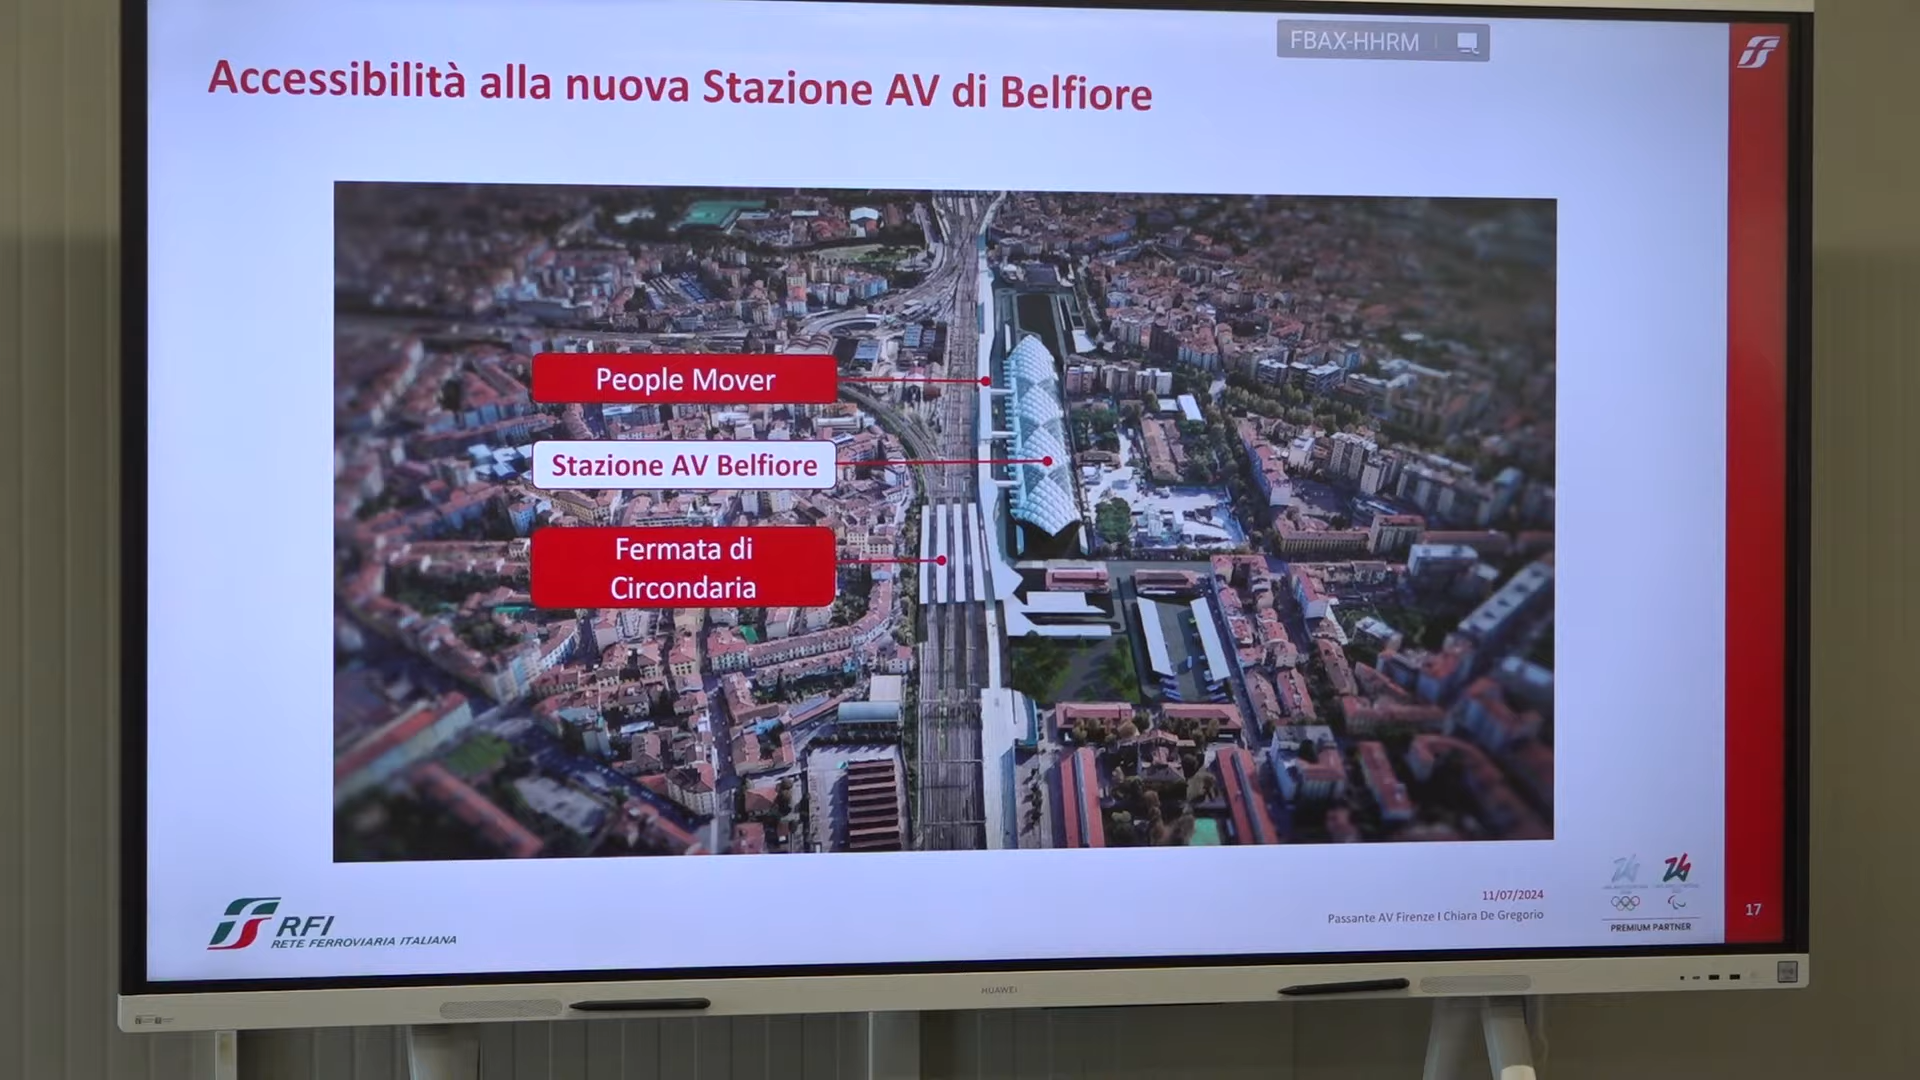 FBAX-HHRM
Accessibilità alla nuova Stazione AV di Belfiore
People Mover
Stazione AV Belfiore
Fermata di
Circondaria
11/07/2024
Passante AV Firenze I Chiara De Gregorio
RFI
RETE FERROVIARIA ITALIANA
PREMIUM PARTNER
17
HUAWEI